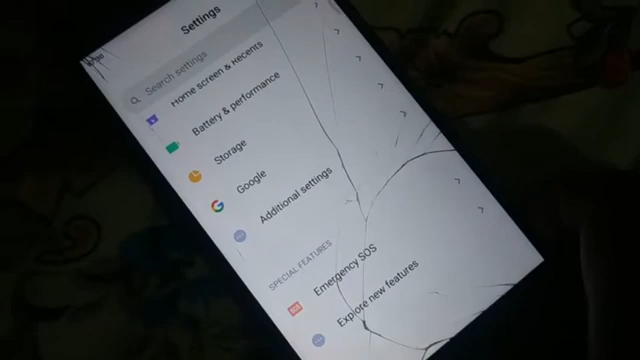 Settings
Search settings
Home screen & Recents
Battery & performance
Storage
Google
Additional settings
SPECIAL FEATURES
Emergency SOS
Explore new features